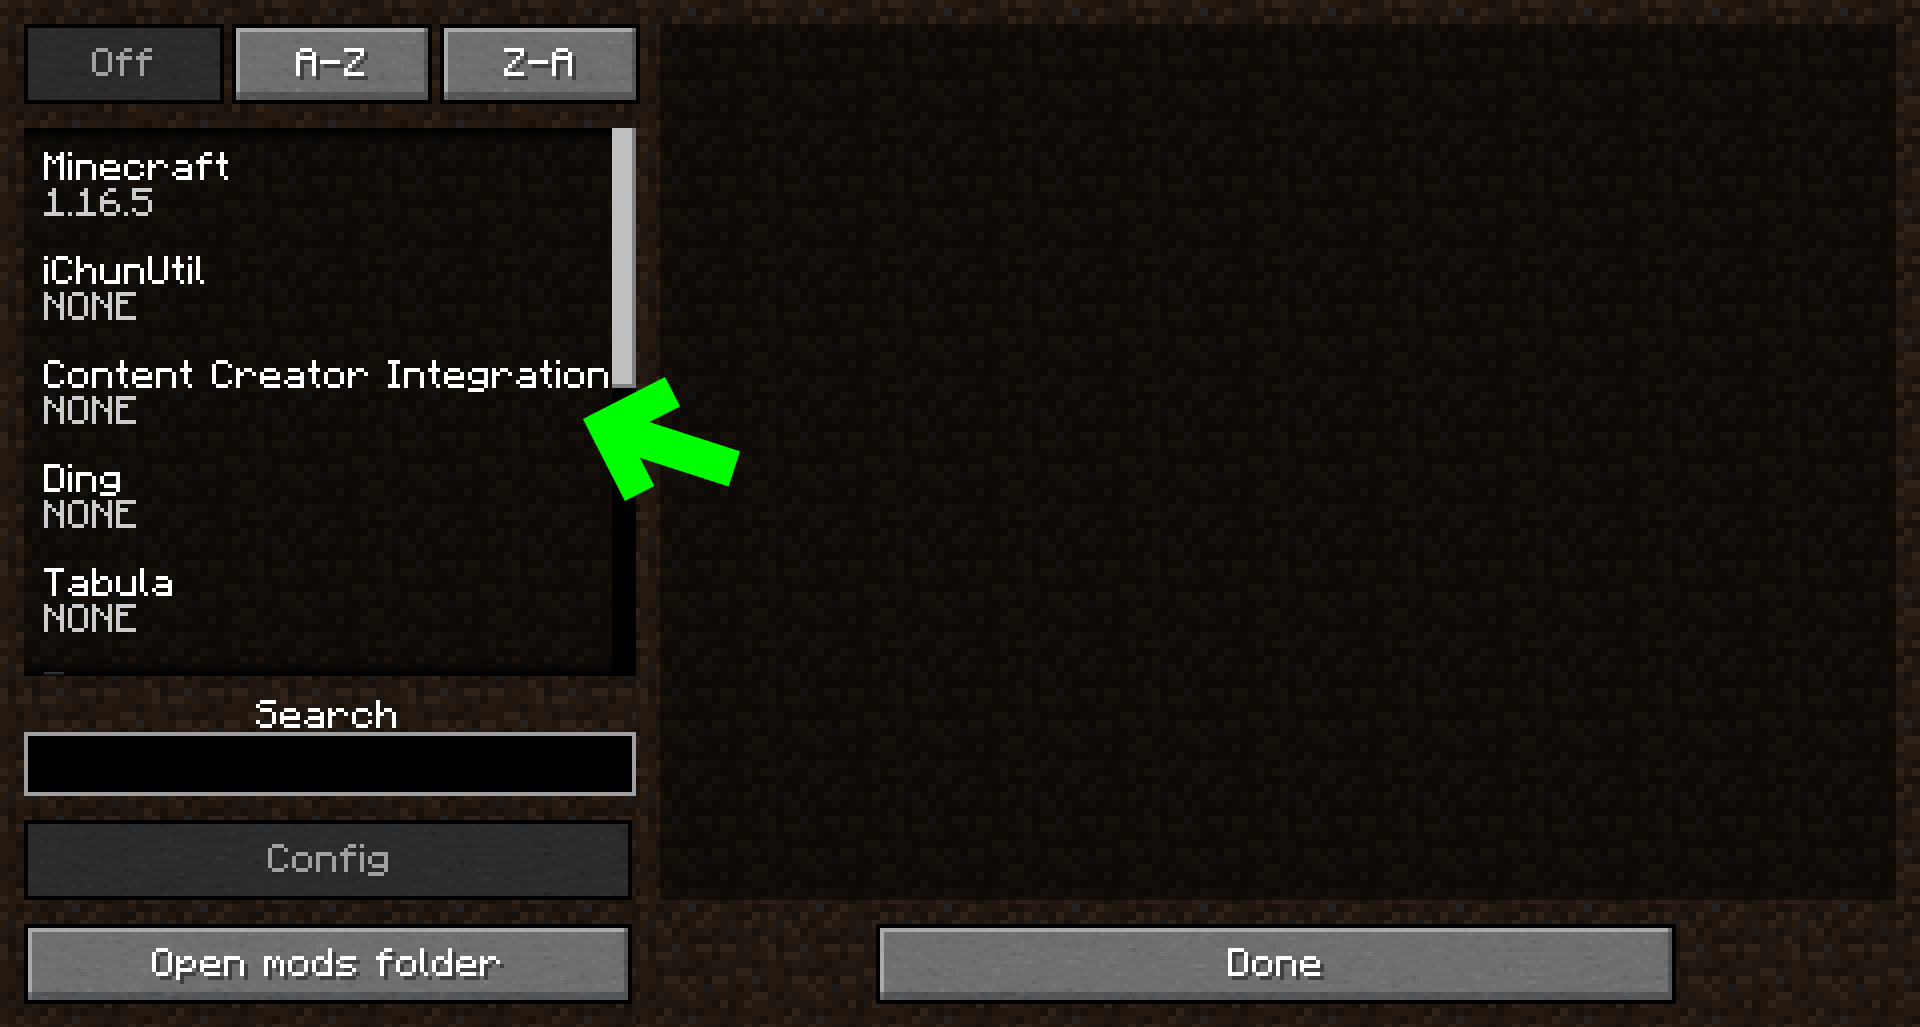 Off
A-Z
Z-A
Minecraft
1.16.5
iChunUtil
NONE
Content Creator Integration
NONE
Ding
NONE
Tabula
NONE
Search
Config
Open mods folder
Done